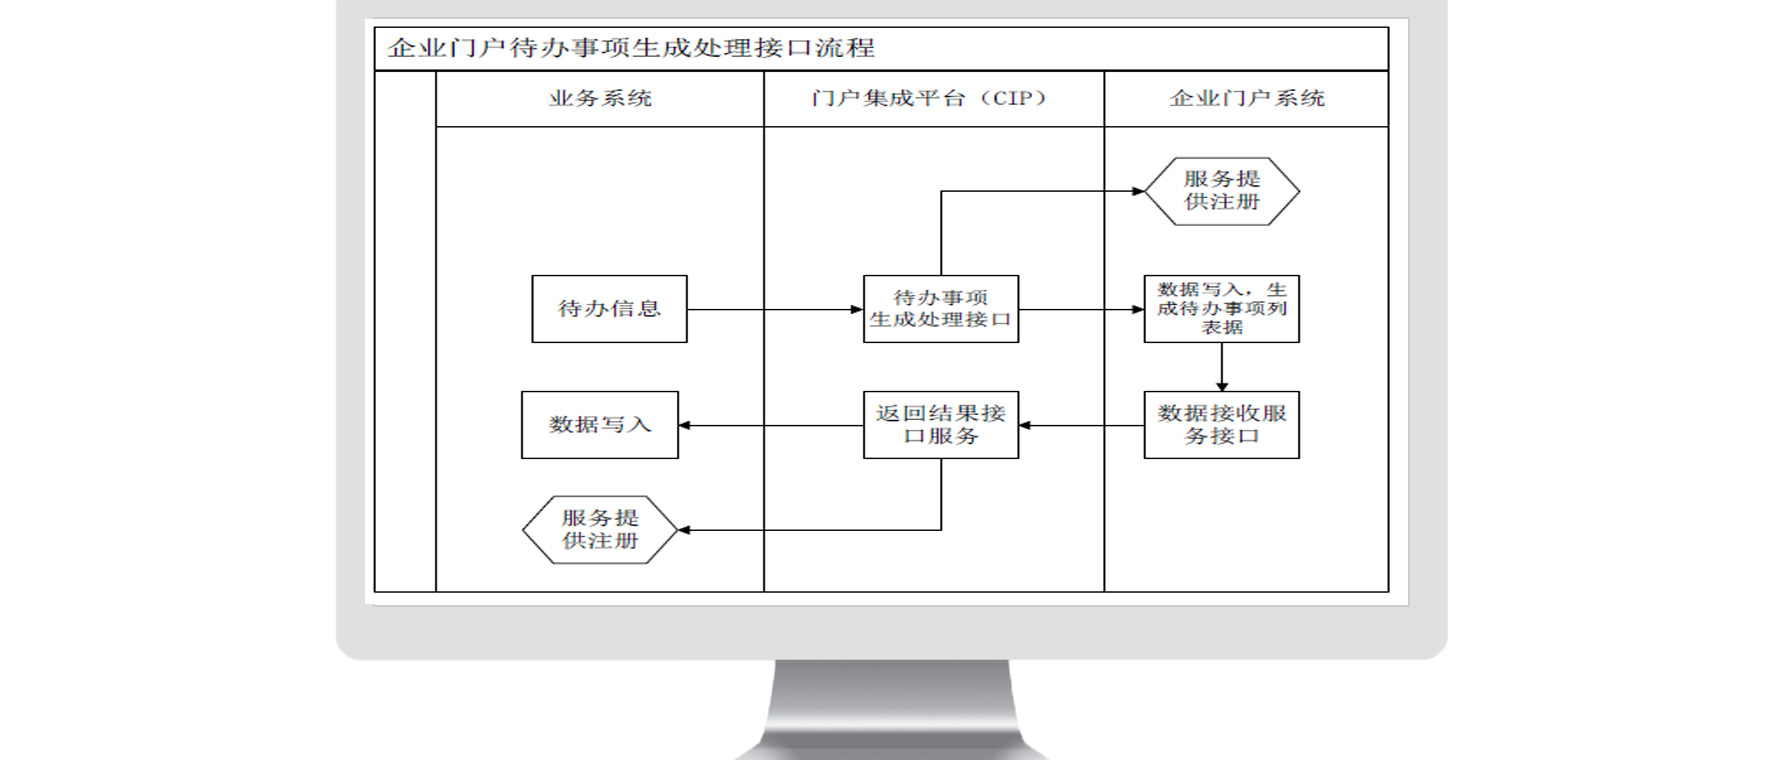 企业门户待办事项生成处理接口流程
业务系统
门户集成平台（CIP）
企业门户系统
服务提
供注册
待办信息
待办事项
生成处理接口
数据写入，生
成待办事项列
表据
数据写入
返回结果接
口服务
数据接收服
务接口
服务提
供注册